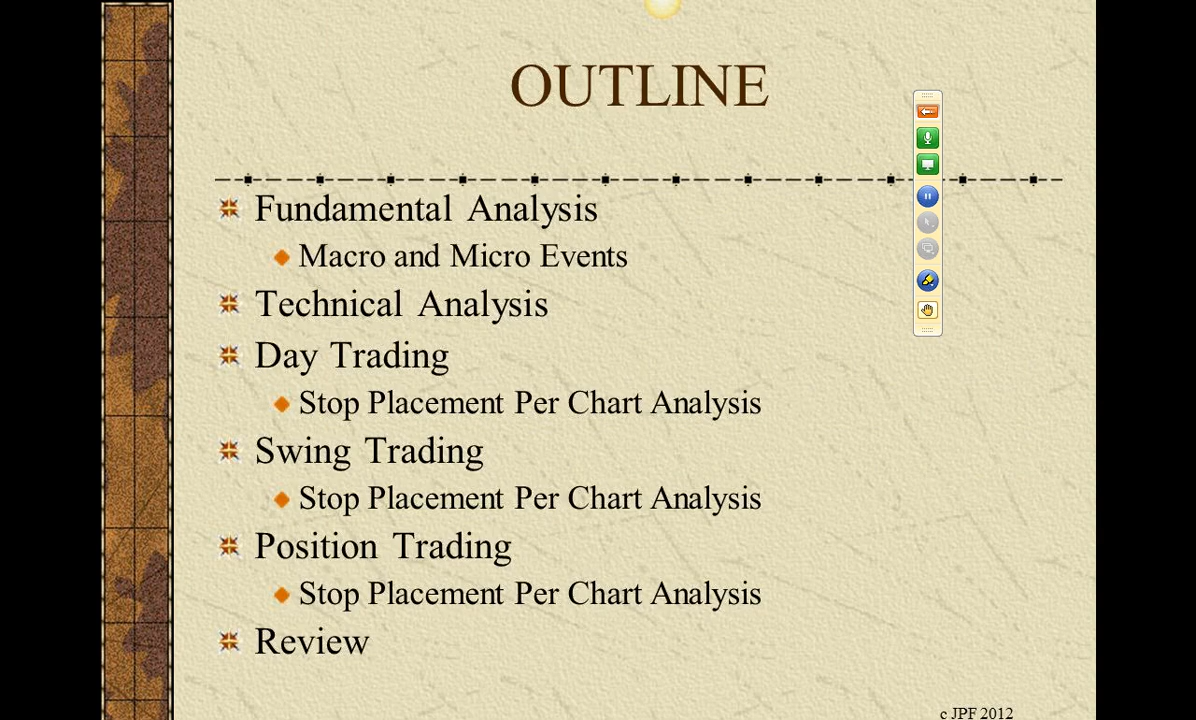 OUTLINE
Fundamental Analysis
Macro and Micro Events
Technical Analysis
Day Trading
Stop Placement Per Chart Analysis
Swing Trading
Stop Placement Per Chart Analysis
Position Trading
Stop Placement Per Chart Analysis
Review
c JPF 2012